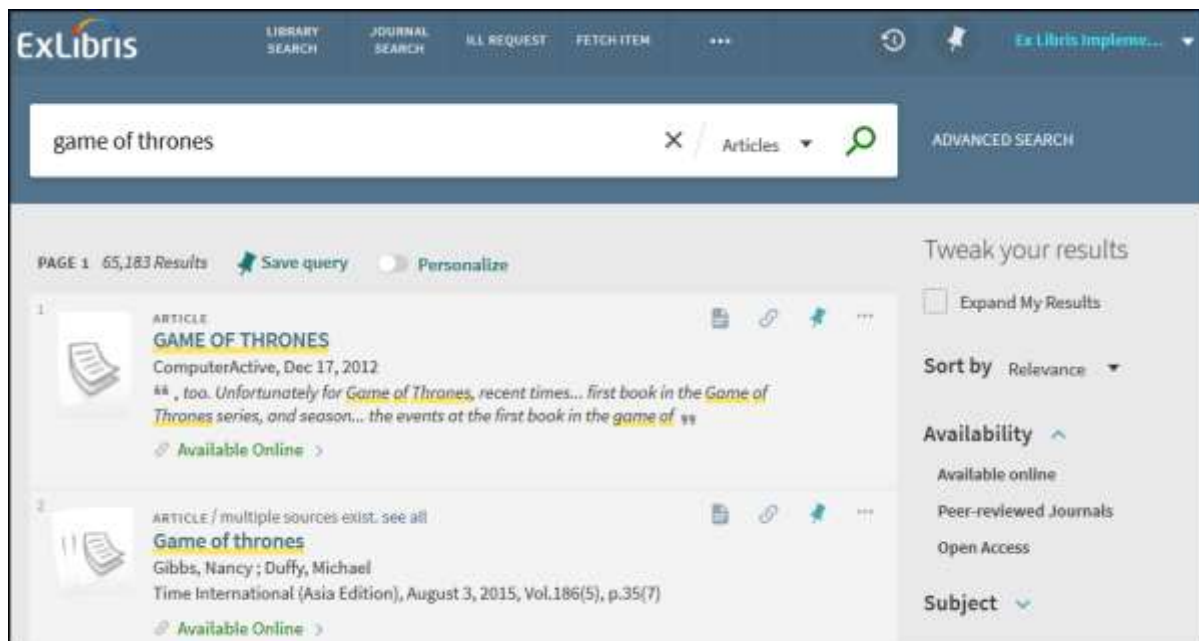 ExLibris
LIBRARY SEARCH
JOURNAL SEARCH
ILL REQUEST
FETCH ITEM
•••
Ex Libris Impleme...
game of thrones
Articles
ADVANCED SEARCH
PAGE 1 65,183 Results
Save query
Personalize
Tweak your results
Expand My Results
Sort by Relevance
Availability
Available online
Peer-reviewed Journals
Open Access
Subject
1
ARTICLE
GAME OF THRONES
ComputerActive, Dec 17, 2012
“ , too. Unfortunately for Game of Thrones, recent times... first book in the Game of
Thrones series, and season... the events at the first book in the game of ”
Available Online >
2
ARTICLE / multiple sources exist. see all
Game of thrones
Gibbs, Nancy ; Duffy, Michael
Time International (Asia Edition), August 3, 2015, Vol.186(5), p.35(7)
Available Online >